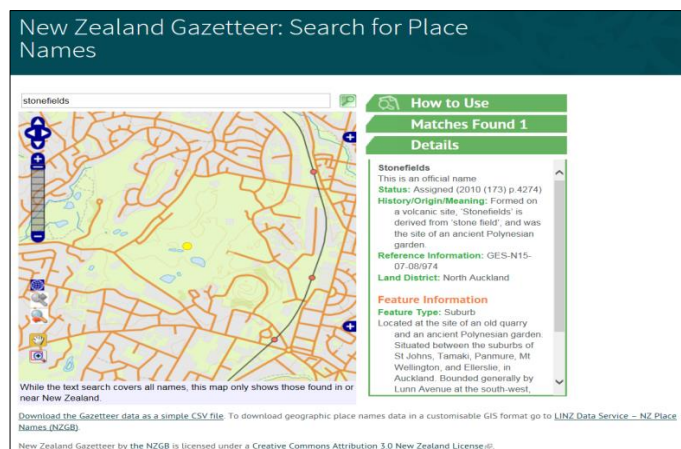 New Zealand Gazetteer: Search for Place
Names
stonefields
How to Use
Matches Found 1
Details
Stonefields
This is an official name
Status: Assigned (2010 (173) p.4274)
History/Origin/Meaning: Formed on
a volcanic site, 'Stonefields' is
derived from 'stone field', and was
the site of an ancient Polynesian
garden.
Reference Information: GES-N15-
07-08/974
Land District: North Auckland
Feature Information
Feature Type: Suburb
Located at the site of an old quarry
and an ancient Polynesian garden.
Situated between the suburbs of
St Johns, Tamaki, Panmure, Mt
Wellington, and Ellerslie, in
Auckland. Bounded generally by
Lunn Avenue at the south-west,
While the text search covers all names, this map only shows those found in or
near New Zealand.
Download the Gazetteer data as a simple CSV file. To download geographic place names data in a customisable GIS format go to LINZ Data Service – NZ Place
Names (NZGB).
New Zealand Gazetteer by the NZGB is licensed under a Creative Commons Attribution 3.0 New Zealand License.